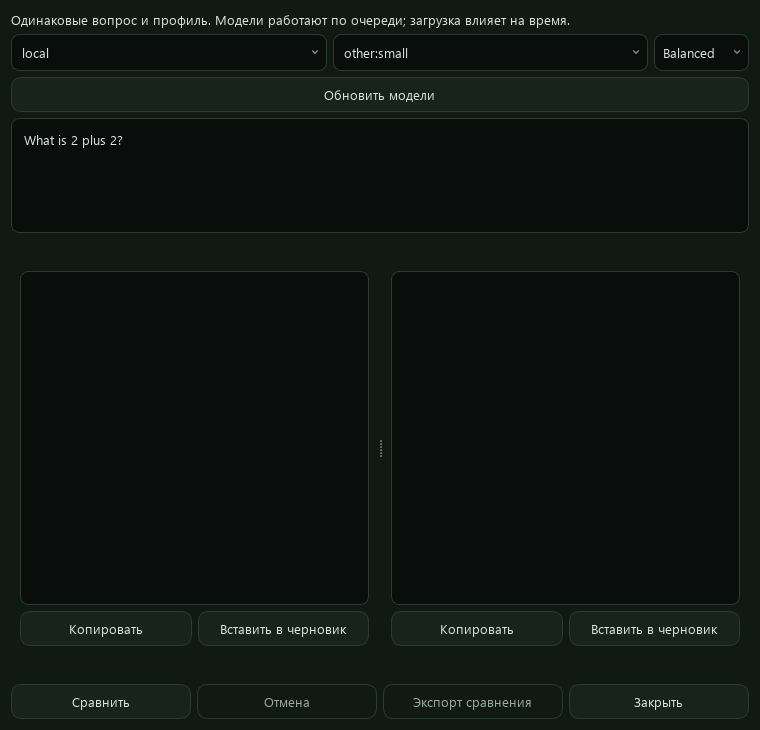 Одинаковые вопрос и профиль. Модели работают по очереди; загрузка влияет на время.
local other:small Balanced
Обновить модели
What is 2 plus 2?
Копировать Вставить в черновик Копировать Вставить в черновик
Сравнить Отмена Экспорт сравнения Закрыть